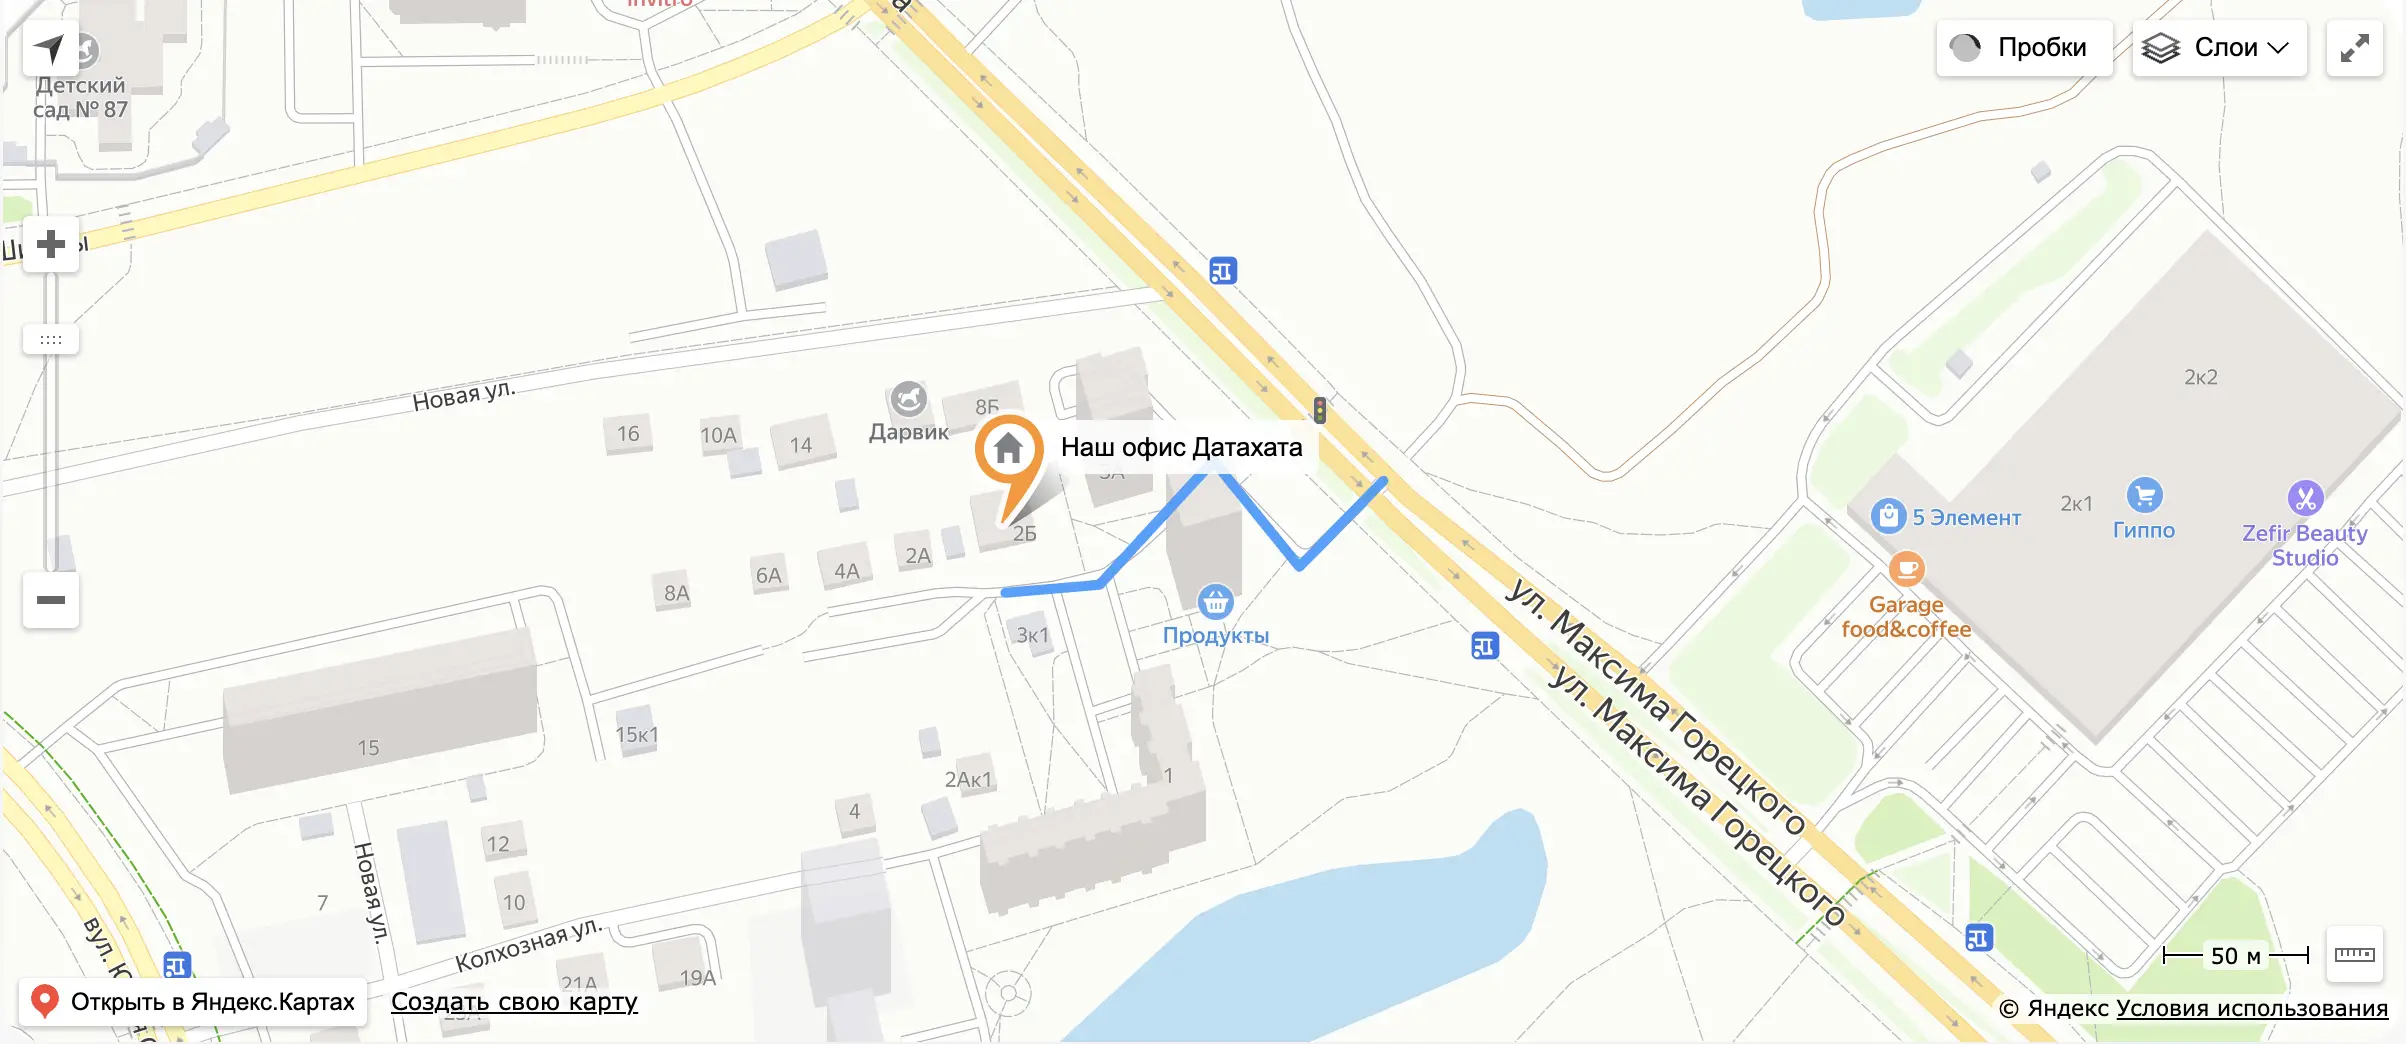 invitro
Пробки
Слои
Детский
сад № 87
Новая ул.
16
10А
14
Дарвик
8Б
Наш офис Датахата
2Б
2А
4А
6А
8А
3к1
Продукты
2к2
2к1
5 Элемент
Гиппо
Zefir Beauty
Studio
Garage
food&coffee
ул. Максима Горецкого
ул. Максима Горецкого
15
15к1
2Ак1
1
4
12
10
7
Новая ул.
Колхозная ул.
21А
19А
50 м
Открыть в Яндекс.Картах
Создать свою карту
© Яндекс Условия использования